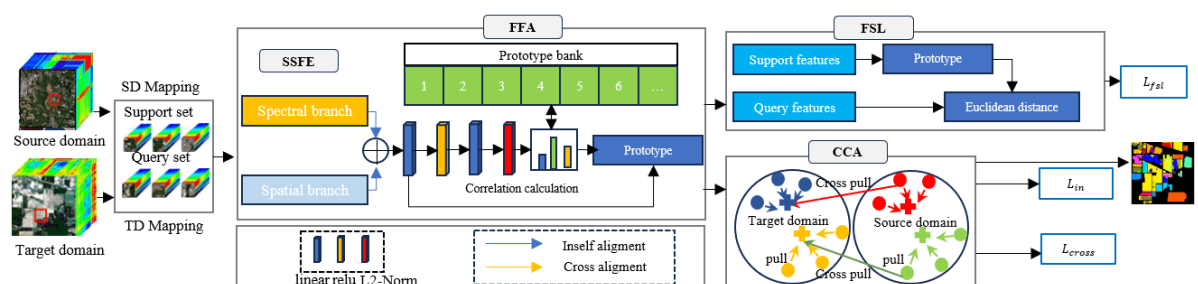 FFA
FSL
SSFE
Prototype bank
1 2 3 4 5 6 ...
Spectral branch
Spatial branch
Correlation calculation
Prototype
Support features
Prototype
Query features
Euclidean distance
L_fsl
SD Mapping
Support set
Query set
TD Mapping
Source domain
Target domain
CCA
Cross pull
Target domain
Source domain
pull
Cross pull
pull
L_in
L_cross
linear relu L2-Norm
Inself aligment
Cross aligment